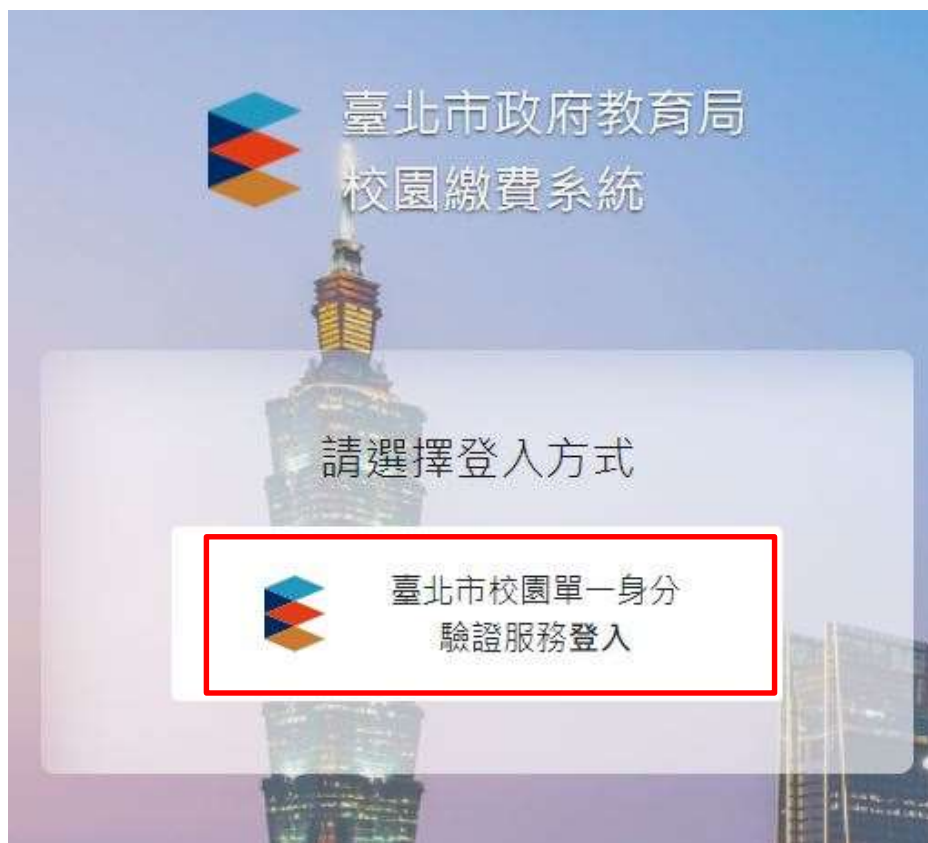 臺北市政府教育局
校園繳費系統
請選擇登入方式
臺北市校園單一身分
驗證服務登入